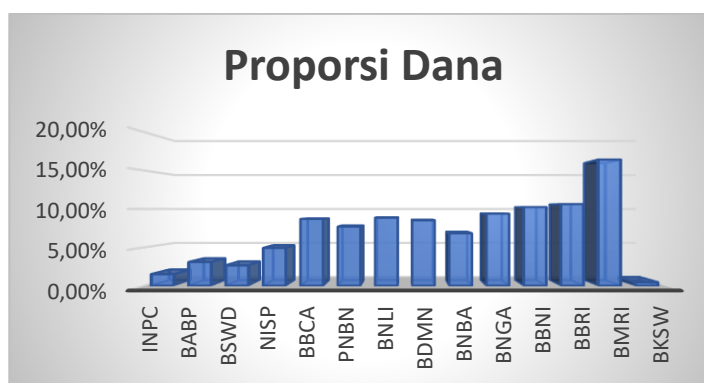 Proporsi Dana
20,00%
15,00%
10,00%
5,00%
0,00%
INPC
BABP
BSWD
NISP
BBCA
PNBN
BNLI
BDMN
BNBA
BNGA
BBNI
BBRI
BMRI
BKSW